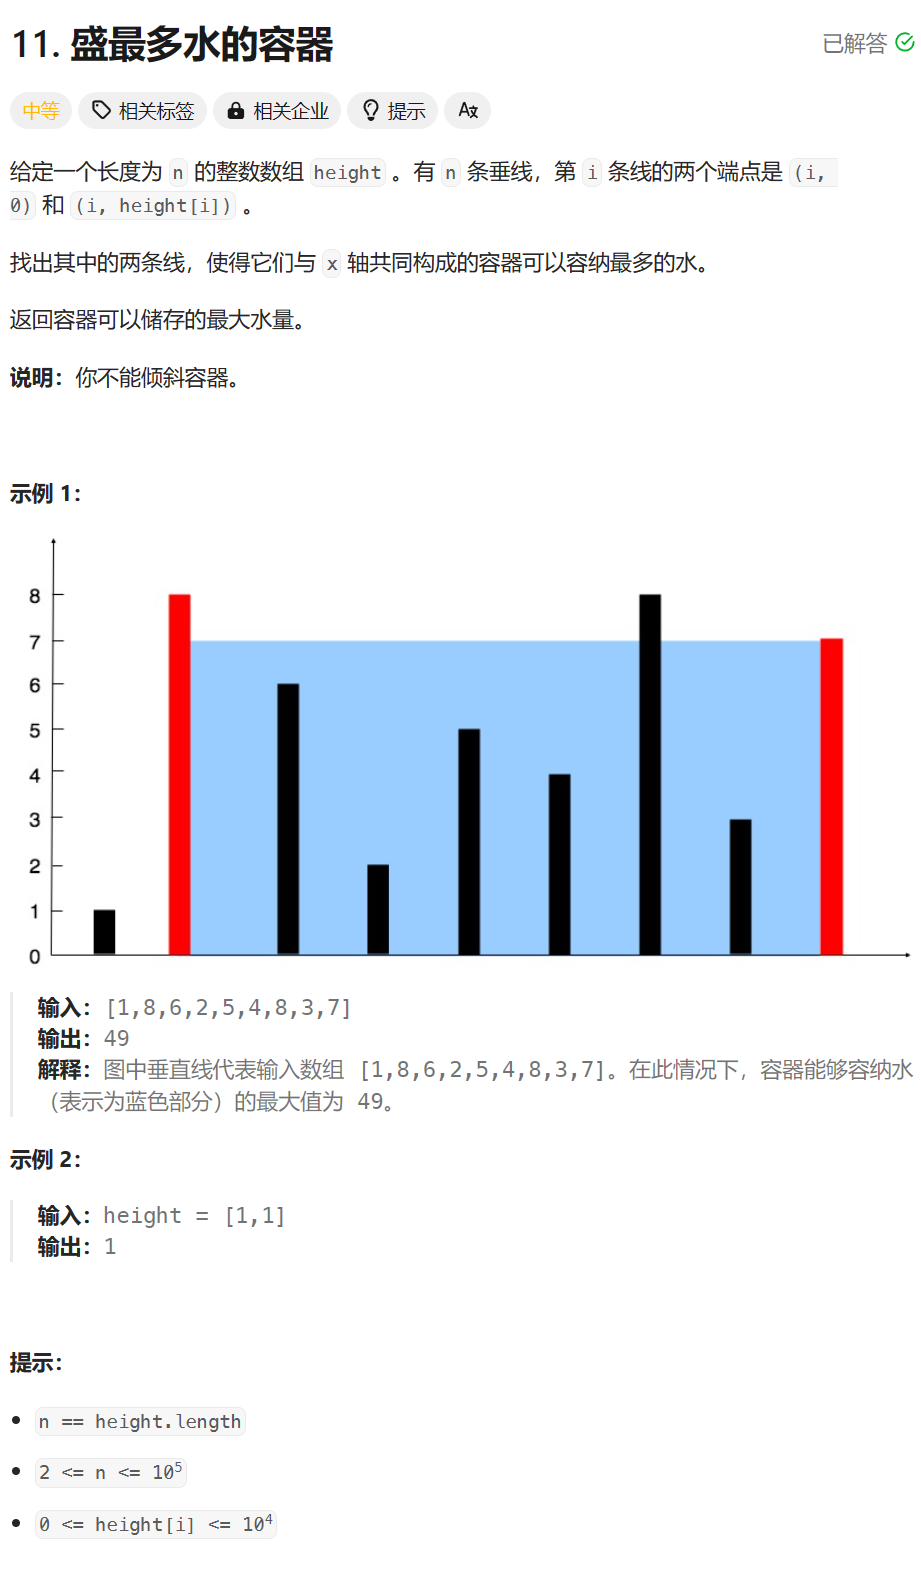 11. 盛最多水的容器
已解答
中等 相关标签 相关企业 提示
给定一个长度为 n 的整数数组 height 。有 n 条垂线，第 i 条线的两个端点是 (i,
0) 和 (i, height[i]) 。
找出其中的两条线，使得它们与 x 轴共同构成的容器可以容纳最多的水。
返回容器可以储存的最大水量。
说明：你不能倾斜容器。
示例 1：
8
7
6
5
4
3
2
1
0
输入：[1,8,6,2,5,4,8,3,7]
输出：49
解释：图中垂直线代表输入数组 [1,8,6,2,5,4,8,3,7]。在此情况下，容器能够容纳水
（表示为蓝色部分）的最大值为 49。
示例 2：
输入：height = [1,1]
输出：1
提示：
n == height.length
2 <= n <= 10⁵
0 <= height[i] <= 10⁴